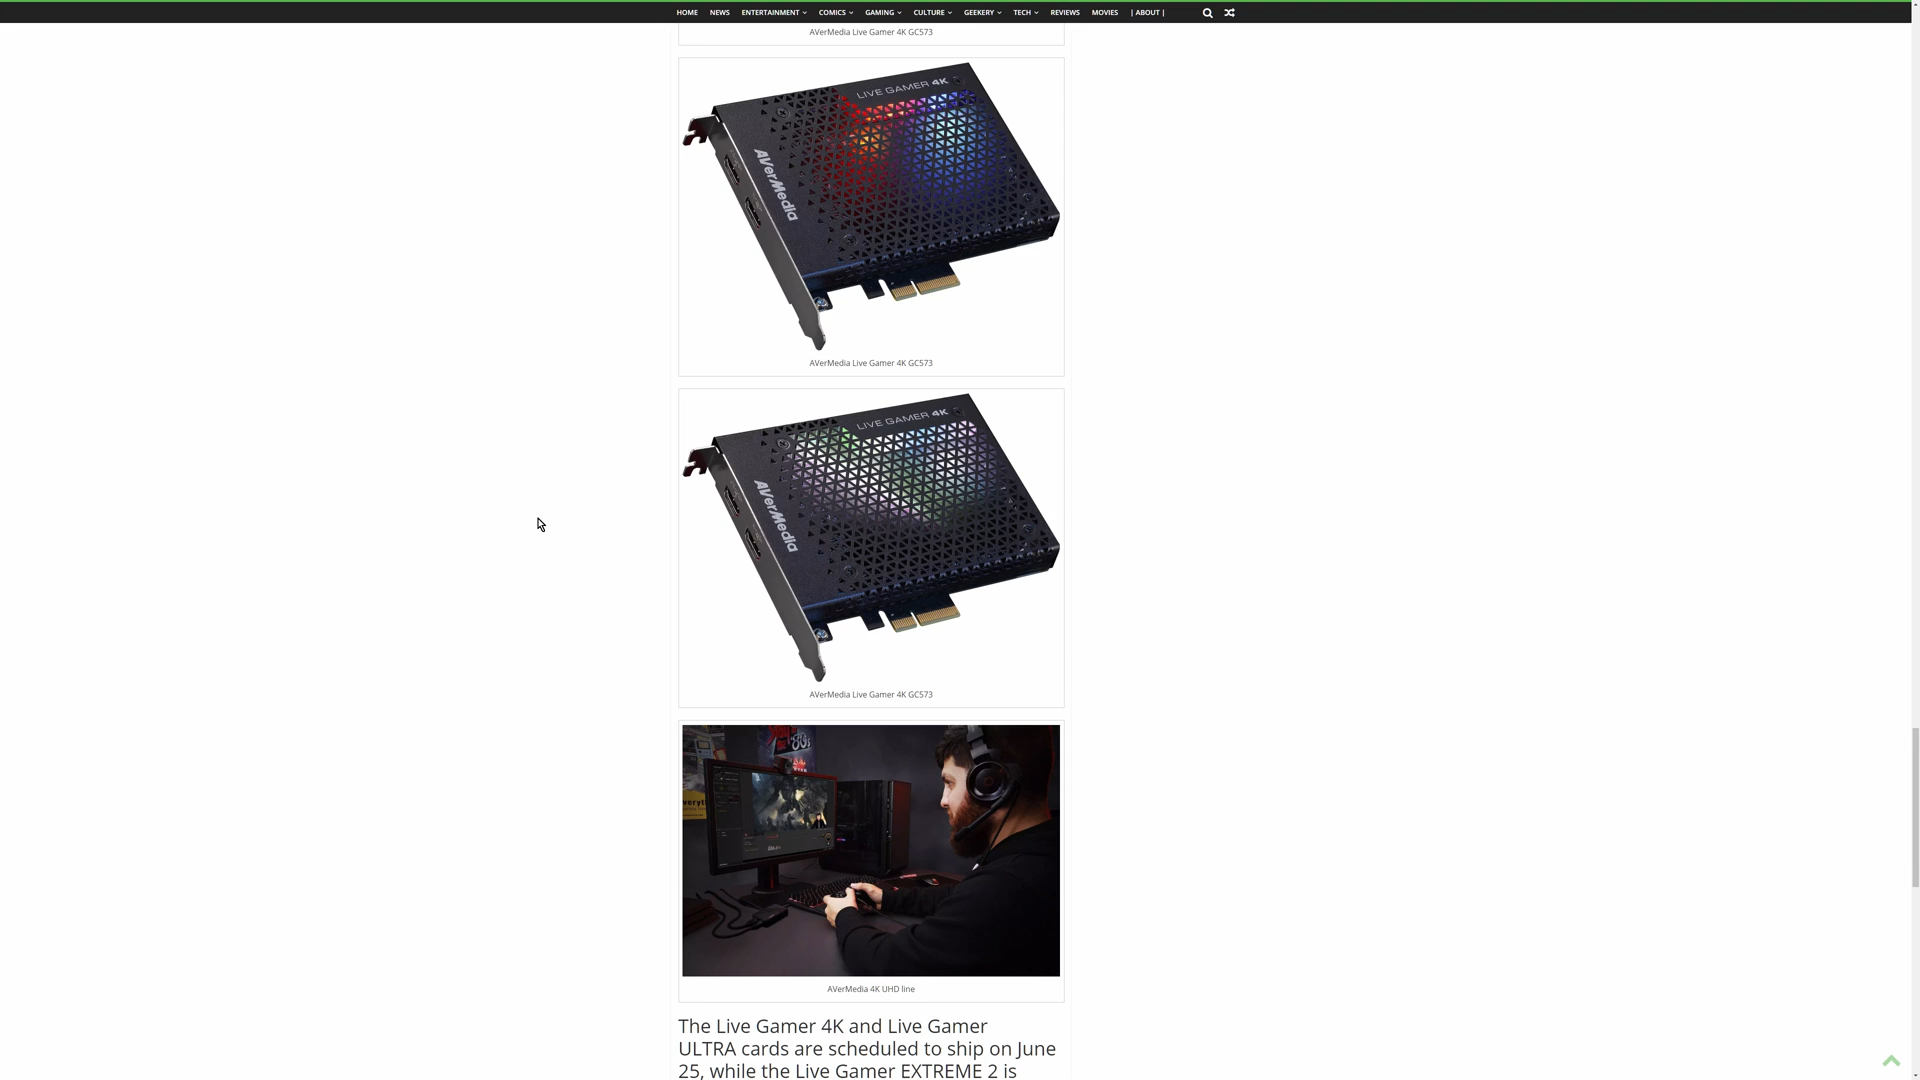 HOME NEWS ENTERTAINMENT COMICS GAMING CULTURE GEEKERY TECH REVIEWS MOVIES | ABOUT |
AVerMedia Live Gamer 4K GC573
LIVE GAMER 4K
AVerMedia
AVerMedia Live Gamer 4K GC573
LIVE GAMER 4K
AVerMedia
AVerMedia Live Gamer 4K GC573
80s
AVerMedia 4K UHD line
The Live Gamer 4K and Live Gamer
ULTRA cards are scheduled to ship on June
25, while the Live Gamer EXTREME 2 is